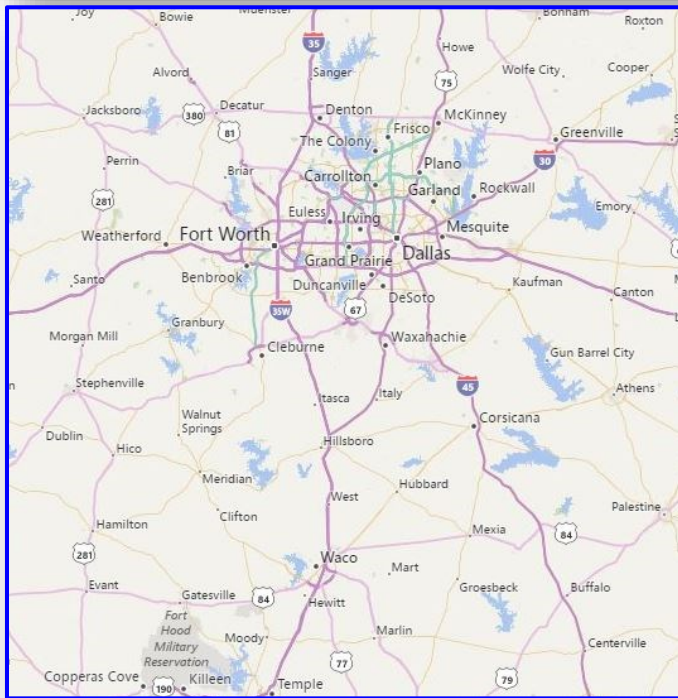 Joy
Bowie
Muenster
Bonham
Roxton
35
Howe
Sanger
Alvord
75
Wolfe City
Cooper
Jacksboro
380
Decatur
Denton
McKinney
81
The Colony
Frisco
Greenville
Perrin
Briar
Carrollton
Plano
30
281
Garland
Rockwall
Euless
Irving
Emory
Weatherford
Fort Worth
Mesquite
Dallas
Benbrook
Grand Prairie
Santo
Duncanville
DeSoto
Kaufman
Canton
35W
67
Morgan Mill
Granbury
Waxahachie
Cleburne
Gun Barrel City
Stephenville
45
Athens
Itasca
Italy
Walnut
Springs
Dublin
Corsicana
Hico
Hillsboro
Meridian
Hubbard
West
Clifton
Palestine
Hamilton
Mexia
84
281
Waco
Mart
Evant
Gatesville
84
Hewitt
Groesbeck
Buffalo
Fort
Hood
Military
Reservation
Moody
Marlin
Centerville
77
79
Copperas Cove
190
Killeen
Temple